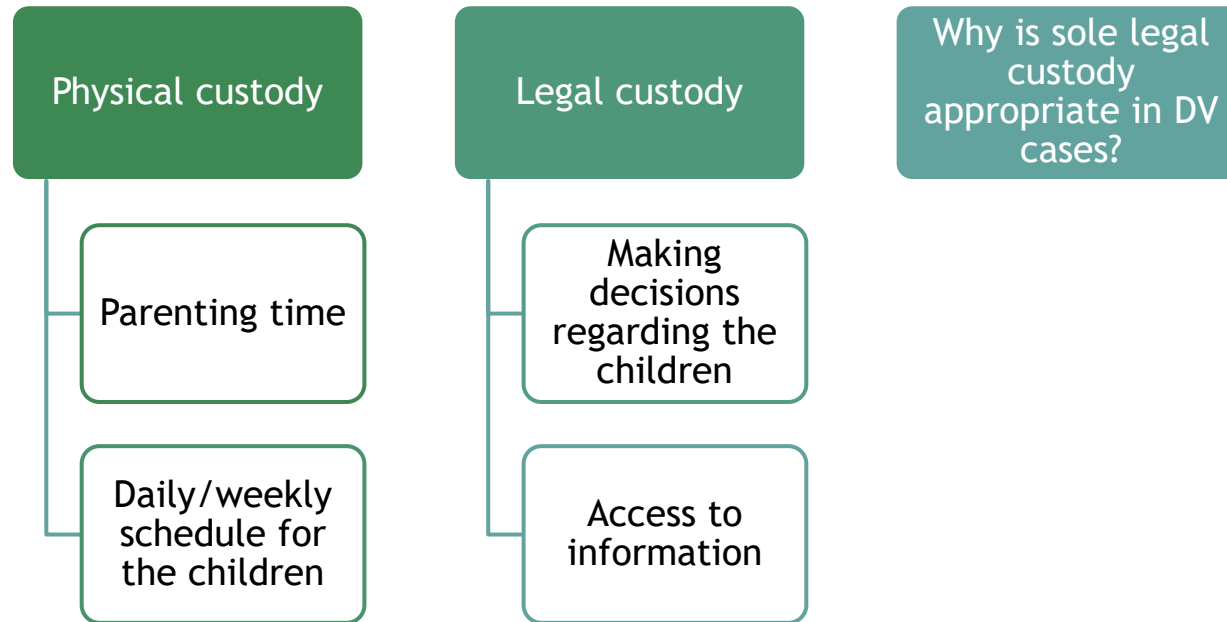 Physical custody
Parenting time
Daily/weekly
schedule for
the children
Legal custody
Making
decisions
regarding the
children
Access to
information
Why is sole legal
custody
appropriate in DV
cases?